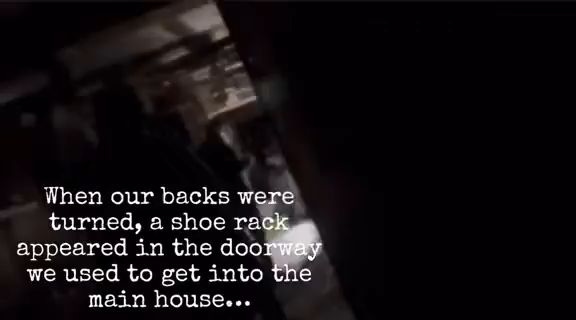 When our backs were
turned, a shoe rack
appeared in the doorway
we used to get into the
main house...